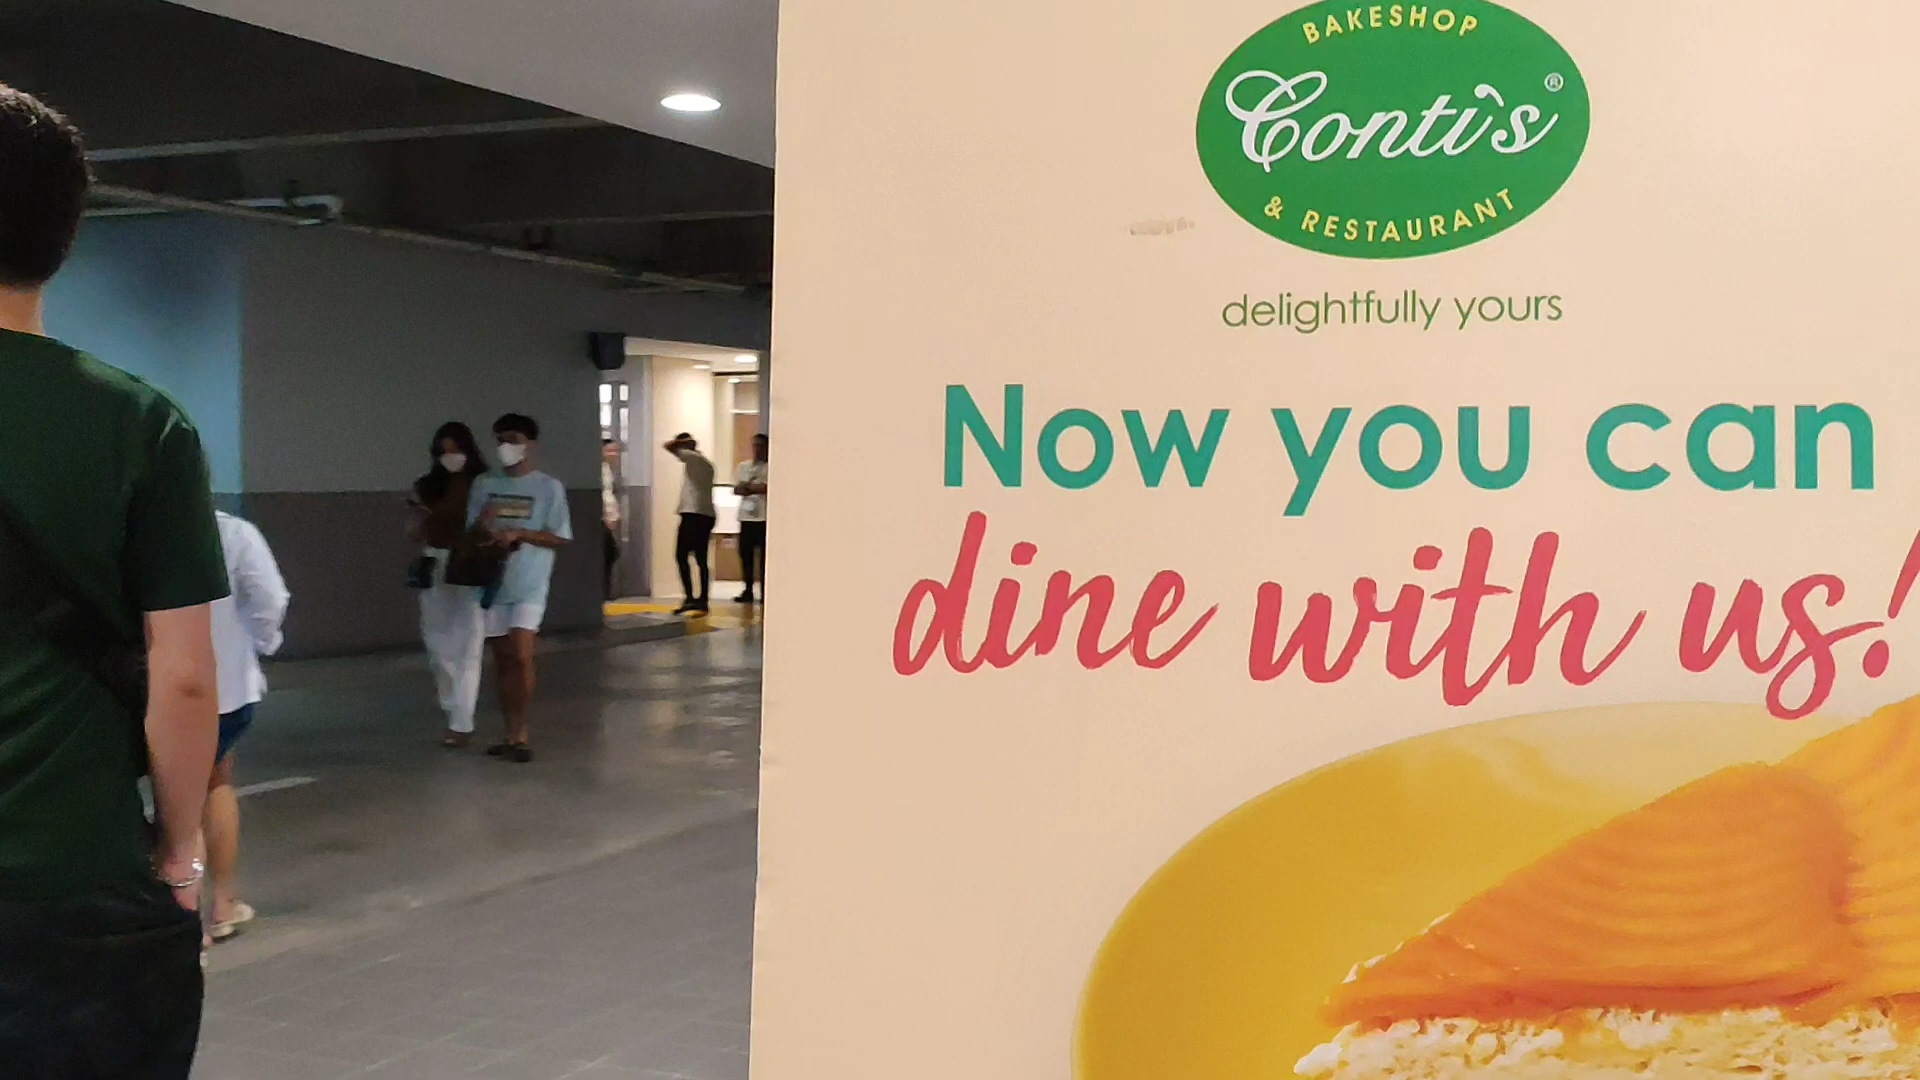 BAKESHOP
Conti's®
& RESTAURANT
delightfully yours
Now you can
dine with us!